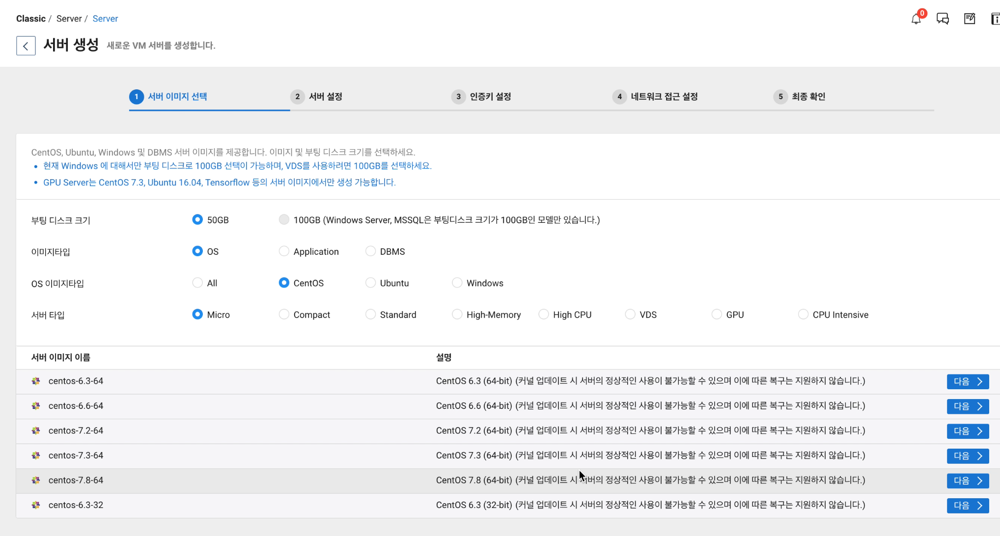 Classic / Server / Server
0
서버 생성 새로운 VM 서버를 생성합니다.
1 서버 이미지 선택 2 서버 설정 3 인증키 설정 4 네트워크 접근 설정 5 최종 확인
CentOS, Ubuntu, Windows 및 DBMS 서버 이미지를 제공합니다. 이미지 및 부팅 디스크 크기를 선택하세요.
• 현재 Windows 에 대해서만 부팅 디스크로 100GB 선택이 가능하며, VDS를 사용하려면 100GB를 선택하세요.
• GPU Server는 CentOS 7.3, Ubuntu 16.04, Tensorflow 등의 서버 이미지에서만 생성 가능합니다.
부팅 디스크 크기 50GB 100GB (Windows Server, MSSQL은 부팅디스크 크기가 100GB인 모델만 있습니다.)
이미지타입 OS Application DBMS
OS 이미지타입 All CentOS Ubuntu Windows
서버 타입 Micro Compact Standard High-Memory High CPU VDS GPU CPU Intensive
서버 이미지 이름 설명
centos-6.3-64 CentOS 6.3 (64-bit) (커널 업데이트 시 서버의 정상적인 사용이 불가능할 수 있으며 이에 따른 복구는 지원하지 않습니다.) 다음
centos-6.6-64 CentOS 6.6 (64-bit) (커널 업데이트 시 서버의 정상적인 사용이 불가능할 수 있으며 이에 따른 복구는 지원하지 않습니다.) 다음
centos-7.2-64 CentOS 7.2 (64-bit) (커널 업데이트 시 서버의 정상적인 사용이 불가능할 수 있으며 이에 따른 복구는 지원하지 않습니다.) 다음
centos-7.3-64 CentOS 7.3 (64-bit) (커널 업데이트 시 서버의 정상적인 사용이 불가능할 수 있으며 이에 따른 복구는 지원하지 않습니다.) 다음
centos-7.8-64 CentOS 7.8 (64-bit) (커널 업데이트 시 서버의 정상적인 사용이 불가능할 수 있으며 이에 따른 복구는 지원하지 않습니다.) 다음
centos-6.3-32 CentOS 6.3 (32-bit) (커널 업데이트 시 서버의 정상적인 사용이 불가능할 수 있으며 이에 따른 복구는 지원하지 않습니다.) 다음